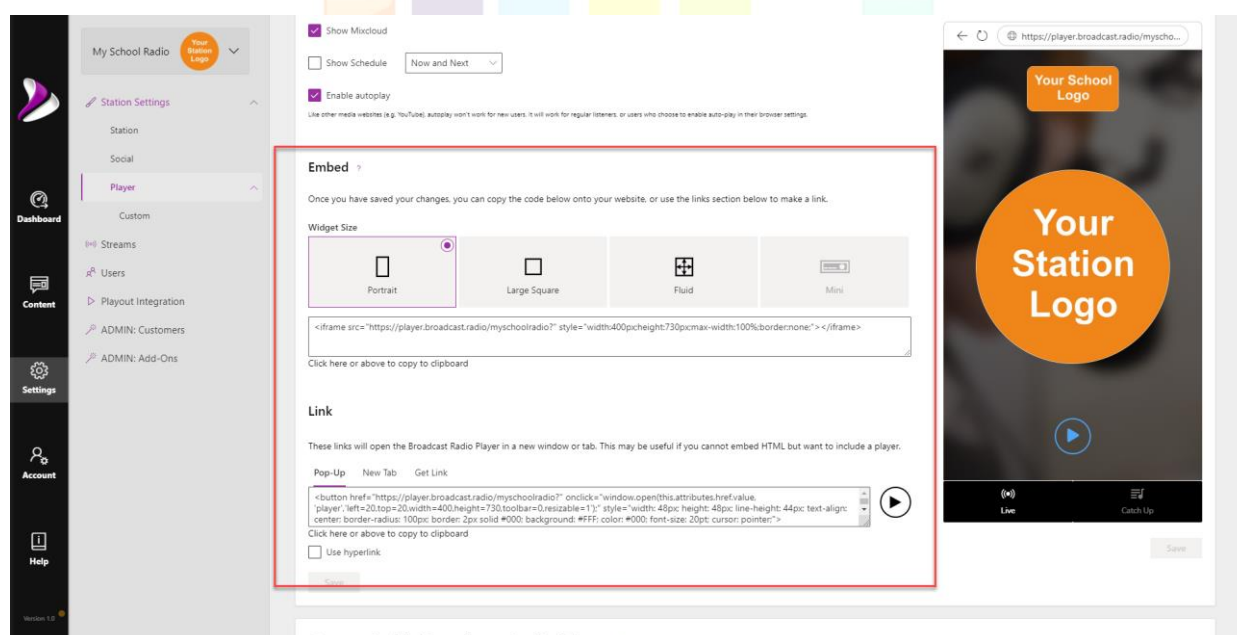 My School Radio
Your
Station
Logo
Station Settings
Station
Social
Player
Custom
Streams
Users
Playout Integration
ADMIN: Customers
ADMIN: Add-Ons
Dashboard
Content
Settings
Account
Help
Version 1.0
Show Mixcloud
Show Schedule Now and Next
Enable autoplay
Like other media websites (e.g. YouTube), autoplay won't work for new users. It will work for regular listeners, or users who choose to enable auto-play in their browser settings.
Embed ?
Once you have saved your changes, you can copy the code below onto your website, or use the links section below to make a link.
Widget Size
Portrait Large Square Fluid Mini
<iframe src="https://player.broadcast.radio/myschoolradio?" style="width:400px;height:730px;max-width:100%;border:none;"></iframe>
Click here or above to copy to clipboard
Link
These links will open the Broadcast Radio Player in a new window or tab. This may be useful if you cannot embed HTML but want to include a player.
Pop-Up New Tab Get Link
<button href="https://player.broadcast.radio/myschoolradio?" onclick="window.open(this.attributes.href.value,
'player','left=20,top=20,width=400,height=730,toolbar=0,resizable=1');" style="width: 48px; height: 48px; line-height: 44px; text-align:
center; border-radius: 100px; border: 2px solid #000; background: #FFF; color: #000; font-size: 20pt; cursor: pointer;">
Click here or above to copy to clipboard
Use hyperlink
Save
https://player.broadcast.radio/myscho...
Your School
Logo
Your
Station
Logo
Live Catch Up
Save